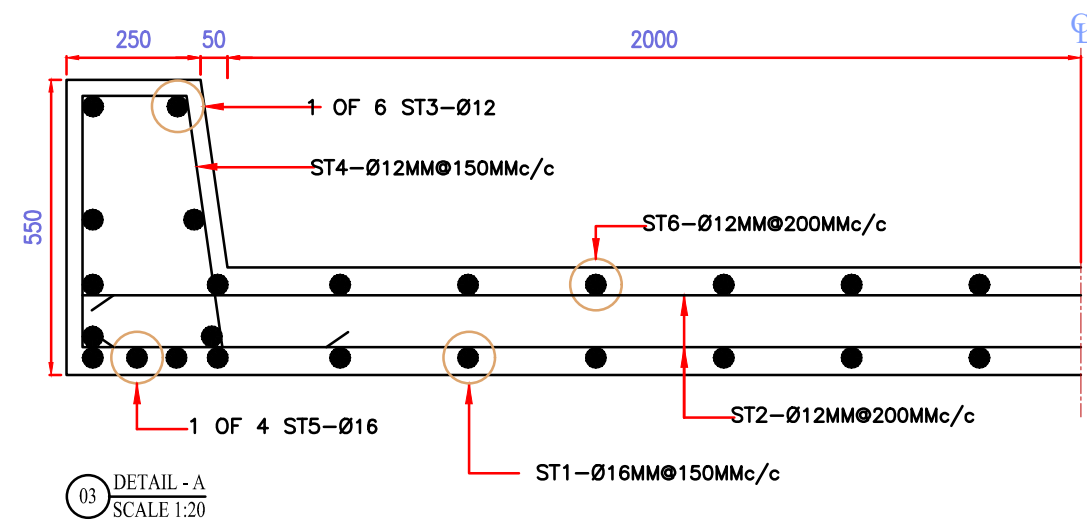 250 50 2000 ℄
1 OF 6 ST3-Ø12
ST4-Ø12MM@150MMc/c
550
ST6-Ø12MM@200MMc/c
ST2-Ø12MM@200MMc/c
1 OF 4 ST5-Ø16
ST1-Ø16MM@150MMc/c
03 DETAIL - A
SCALE 1:20